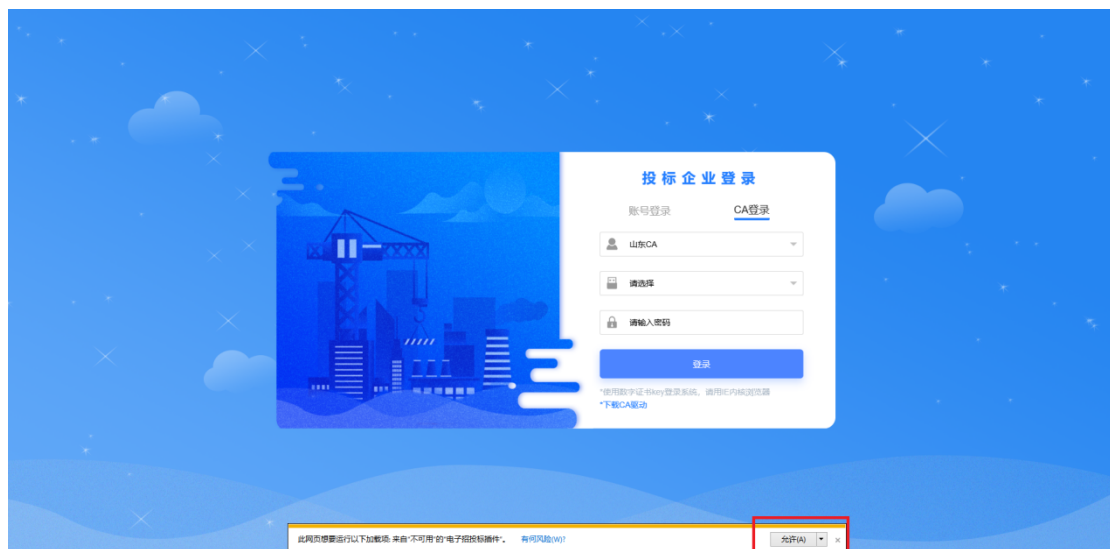 投标企业登录
账号登录 CA登录
山东CA
请选择
请输入密码
登录
*使用数字证书key登录系统，请用IE内核浏览器
*下载CA驱动
此网页想要运行以下加载项: 来自“不可用”的“电子招投标插件”。 有何风险(W)? 允许(A) ×